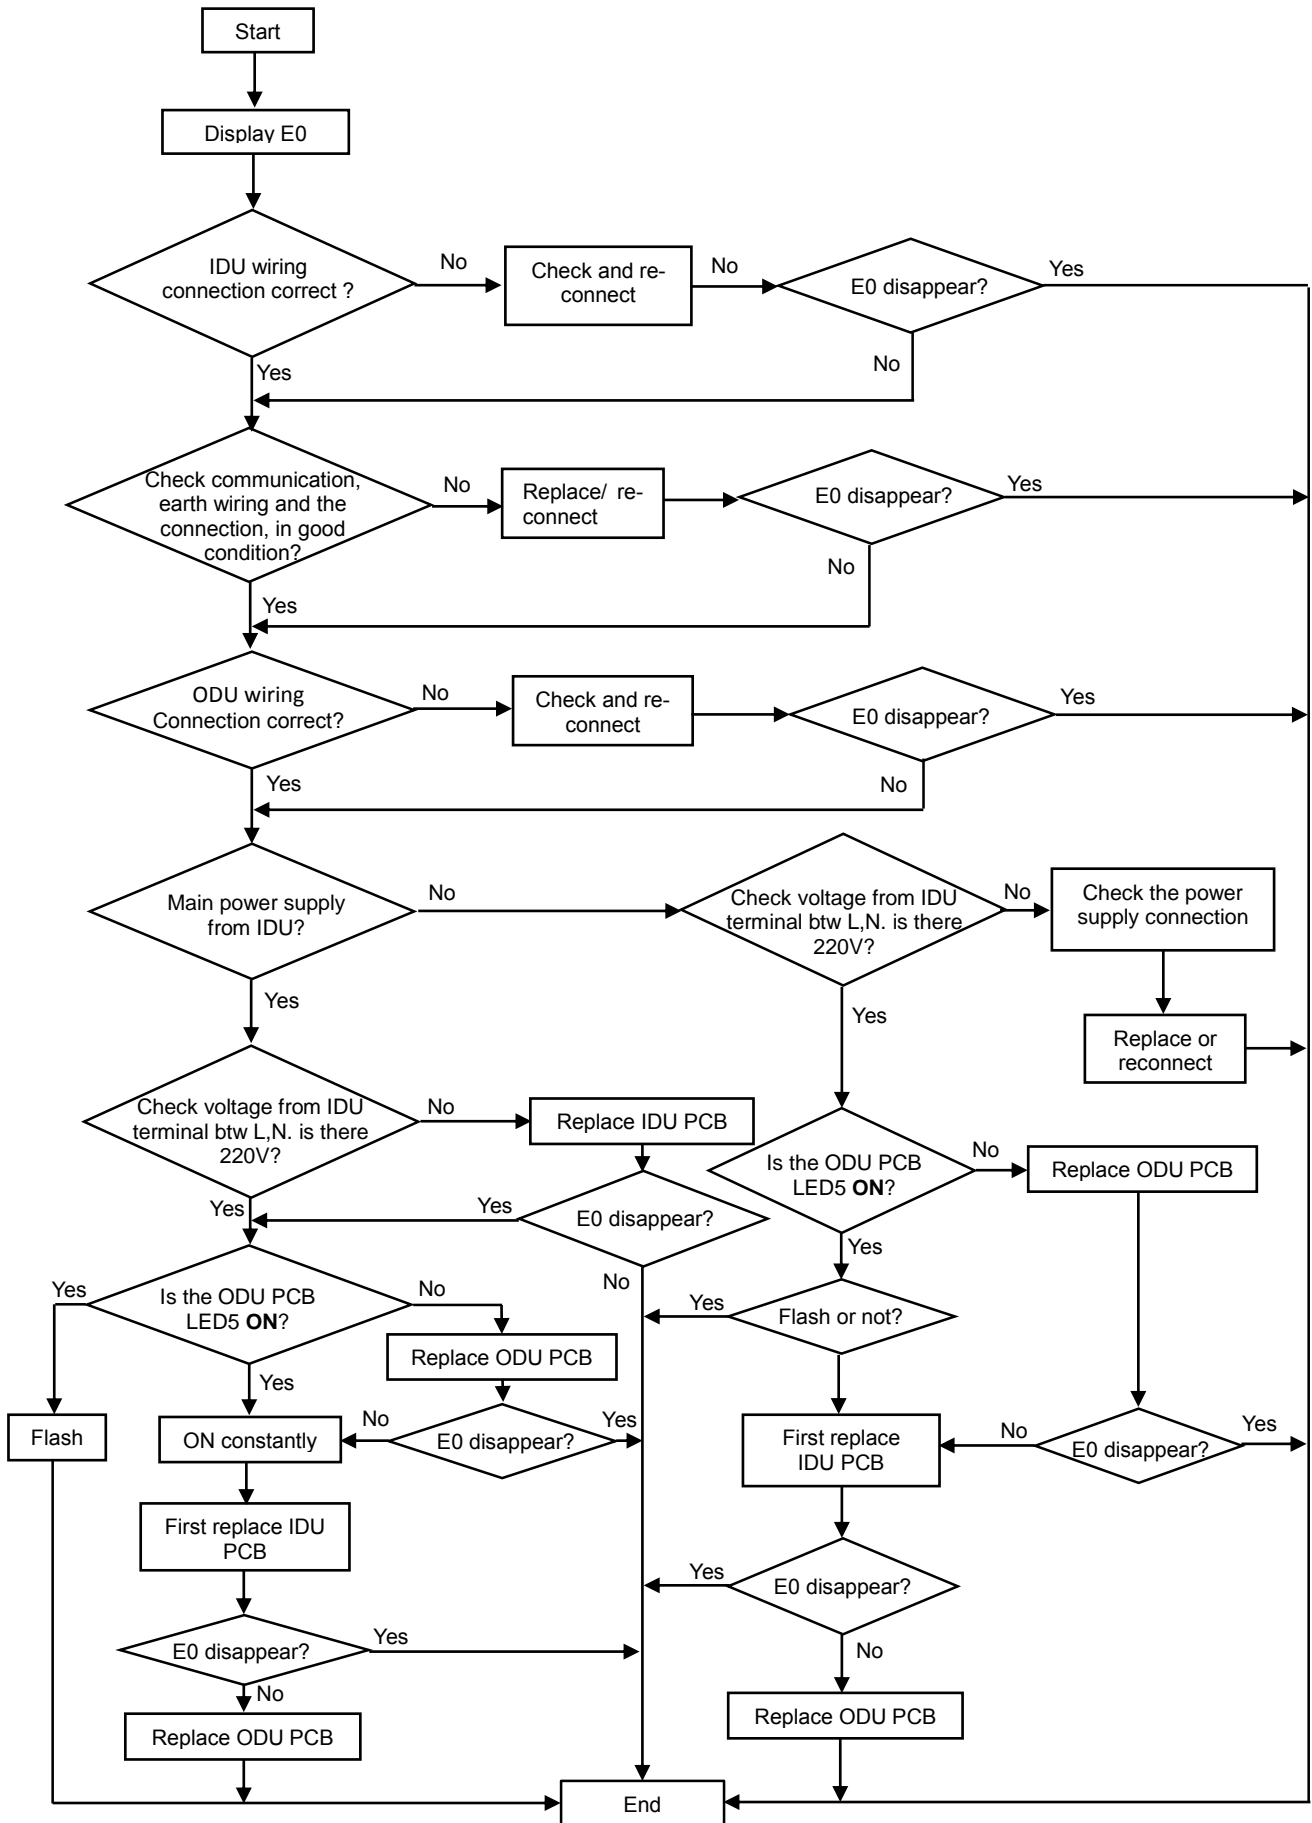 Start
Display E0
IDU wiring
connection correct ?
No
Check and re-
connect
No
E0 disappear?
Yes
No
Yes
Check communication,
earth wiring and the
connection, in good
condition?
No
Replace/ re-
connect
E0 disappear?
Yes
No
Yes
ODU wiring
Connection correct?
No
Check and re-
connect
E0 disappear?
Yes
No
Yes
Main power supply
from IDU?
No
Check voltage from IDU
terminal btw L,N. is there
220V?
No
Check the power
supply connection
Yes
Yes
Replace or
reconnect
Check voltage from IDU
terminal btw L,N. is there
220V?
No
Replace IDU PCB
Is the ODU PCB
LED5 ON?
No
Replace ODU PCB
Yes
Yes
E0 disappear?
Yes
No
Yes
Is the ODU PCB
LED5 ON?
No
Yes
Flash or not?
Replace ODU PCB
Yes
Flash
ON constantly
No
E0 disappear?
Yes
First replace
IDU PCB
No
E0 disappear?
Yes
First replace IDU
PCB
Yes
E0 disappear?
E0 disappear?
Yes
No
No
Replace ODU PCB
Replace ODU PCB
End